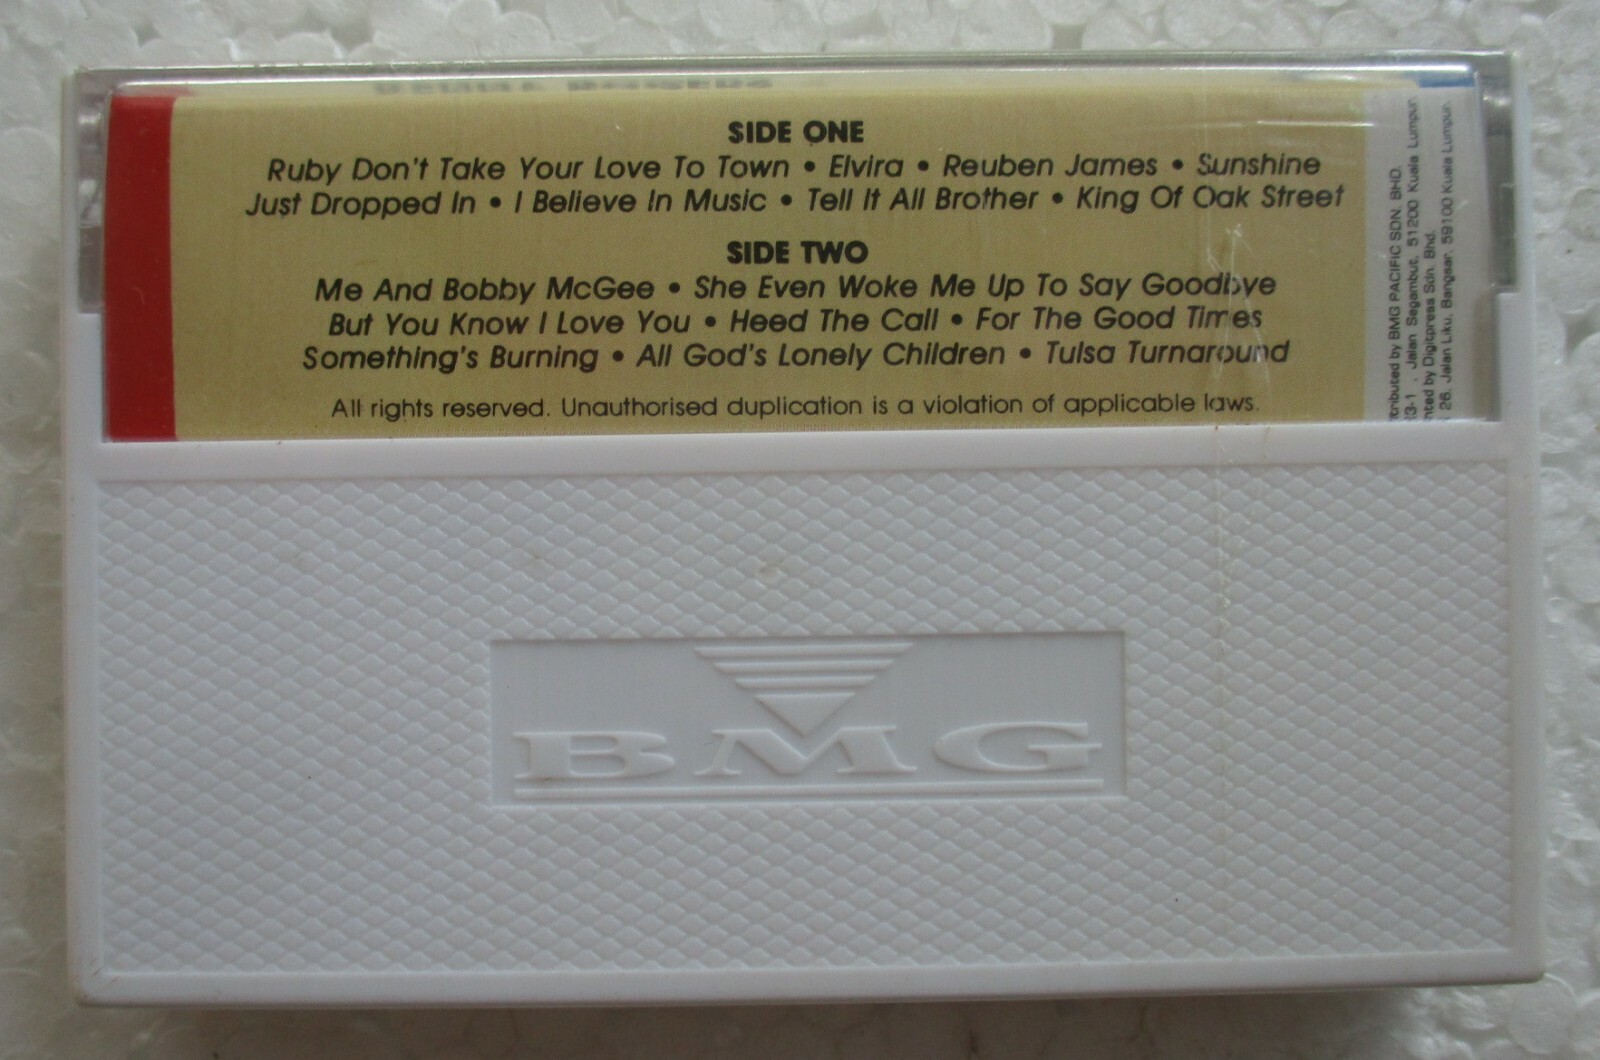 SIDE ONE
Ruby Don't Take Your Love To Town • Elvira • Reuben James • Sunshine
Just Dropped In • I Believe In Music • Tell It All Brother • King Of Oak Street
SIDE TWO
Me And Bobby McGee • She Even Woke Me Up To Say Goodbye
But You Know I Love You • Heed The Call • For The Good Times
Something's Burning • All God's Lonely Children • Tulsa Turnaround
All rights reserved. Unauthorised duplication is a violation of applicable laws.
by BMG PACIFIC SDN. BHD.
Jalan Segambut, 51200 Kuala Lumpur.
by Digitpress Sdn. Bhd.
26, Jalan Liku, Bangsar, 59100 Kuala Lumpur.
BMG